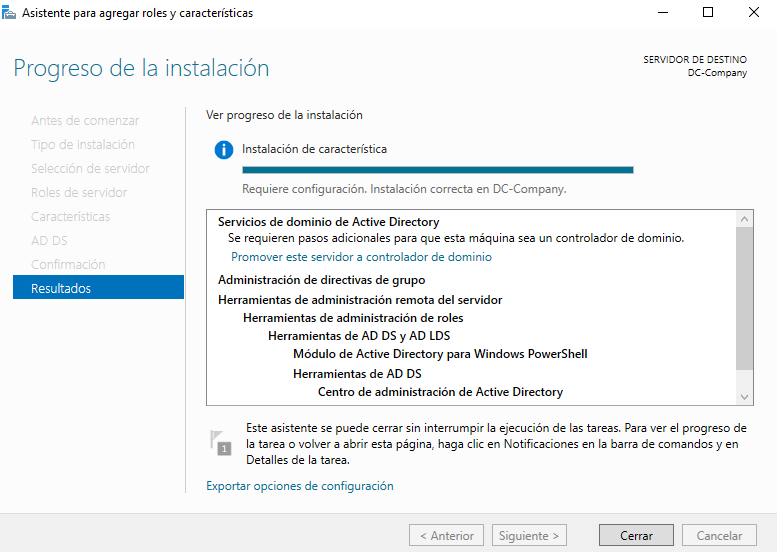 Asistente para agregar roles y características
Progreso de la instalación
SERVIDOR DE DESTINO
DC-Company
Antes de comenzar
Tipo de instalación
Selección de servidor
Roles de servidor
Características
AD DS
Confirmación
Resultados
Ver progreso de la instalación
Instalación de característica
Requiere configuración. Instalación correcta en DC-Company.
Servicios de dominio de Active Directory
Se requieren pasos adicionales para que esta máquina sea un controlador de dominio.
Promover este servidor a controlador de dominio
Administración de directivas de grupo
Herramientas de administración remota del servidor
Herramientas de administración de roles
Herramientas de AD DS y AD LDS
Módulo de Active Directory para Windows PowerShell
Herramientas de AD DS
Centro de administración de Active Directory
1
Este asistente se puede cerrar sin interrumpir la ejecución de las tareas. Para ver el progreso de
la tarea o volver a abrir esta página, haga clic en Notificaciones en la barra de comandos y en
Detalles de la tarea.
Exportar opciones de configuración
< Anterior
Siguiente >
Cerrar
Cancelar